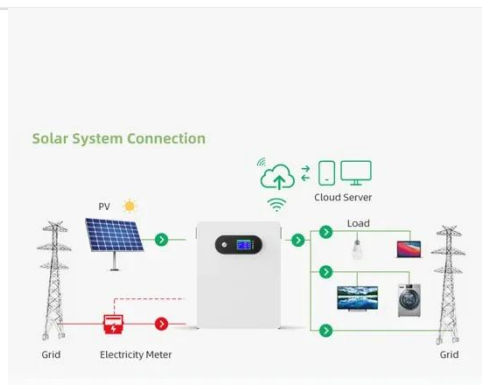 Solar System Connection
Cloud Server
PV
Load
Grid
Electricity Meter
Grid